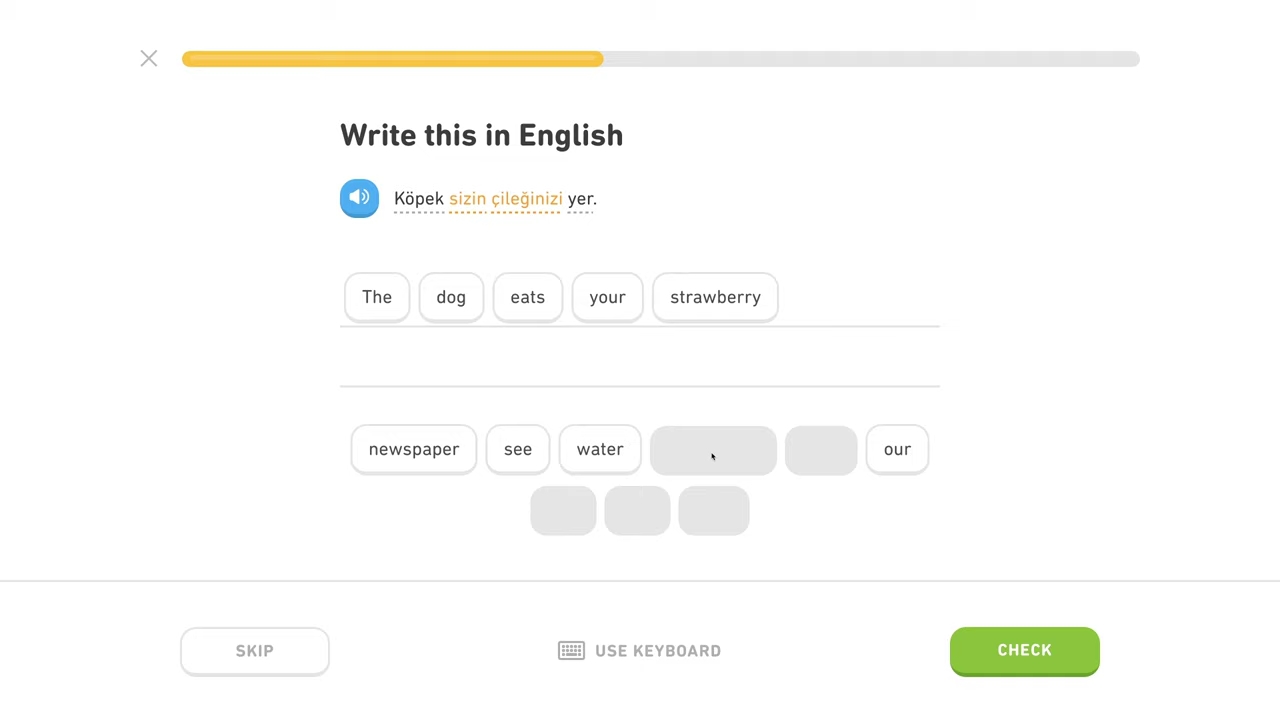 Write this in English
Köpek sizin çileğinizi yer.
The dog eats your strawberry
newspaper see water our
SKIP USE KEYBOARD CHECK